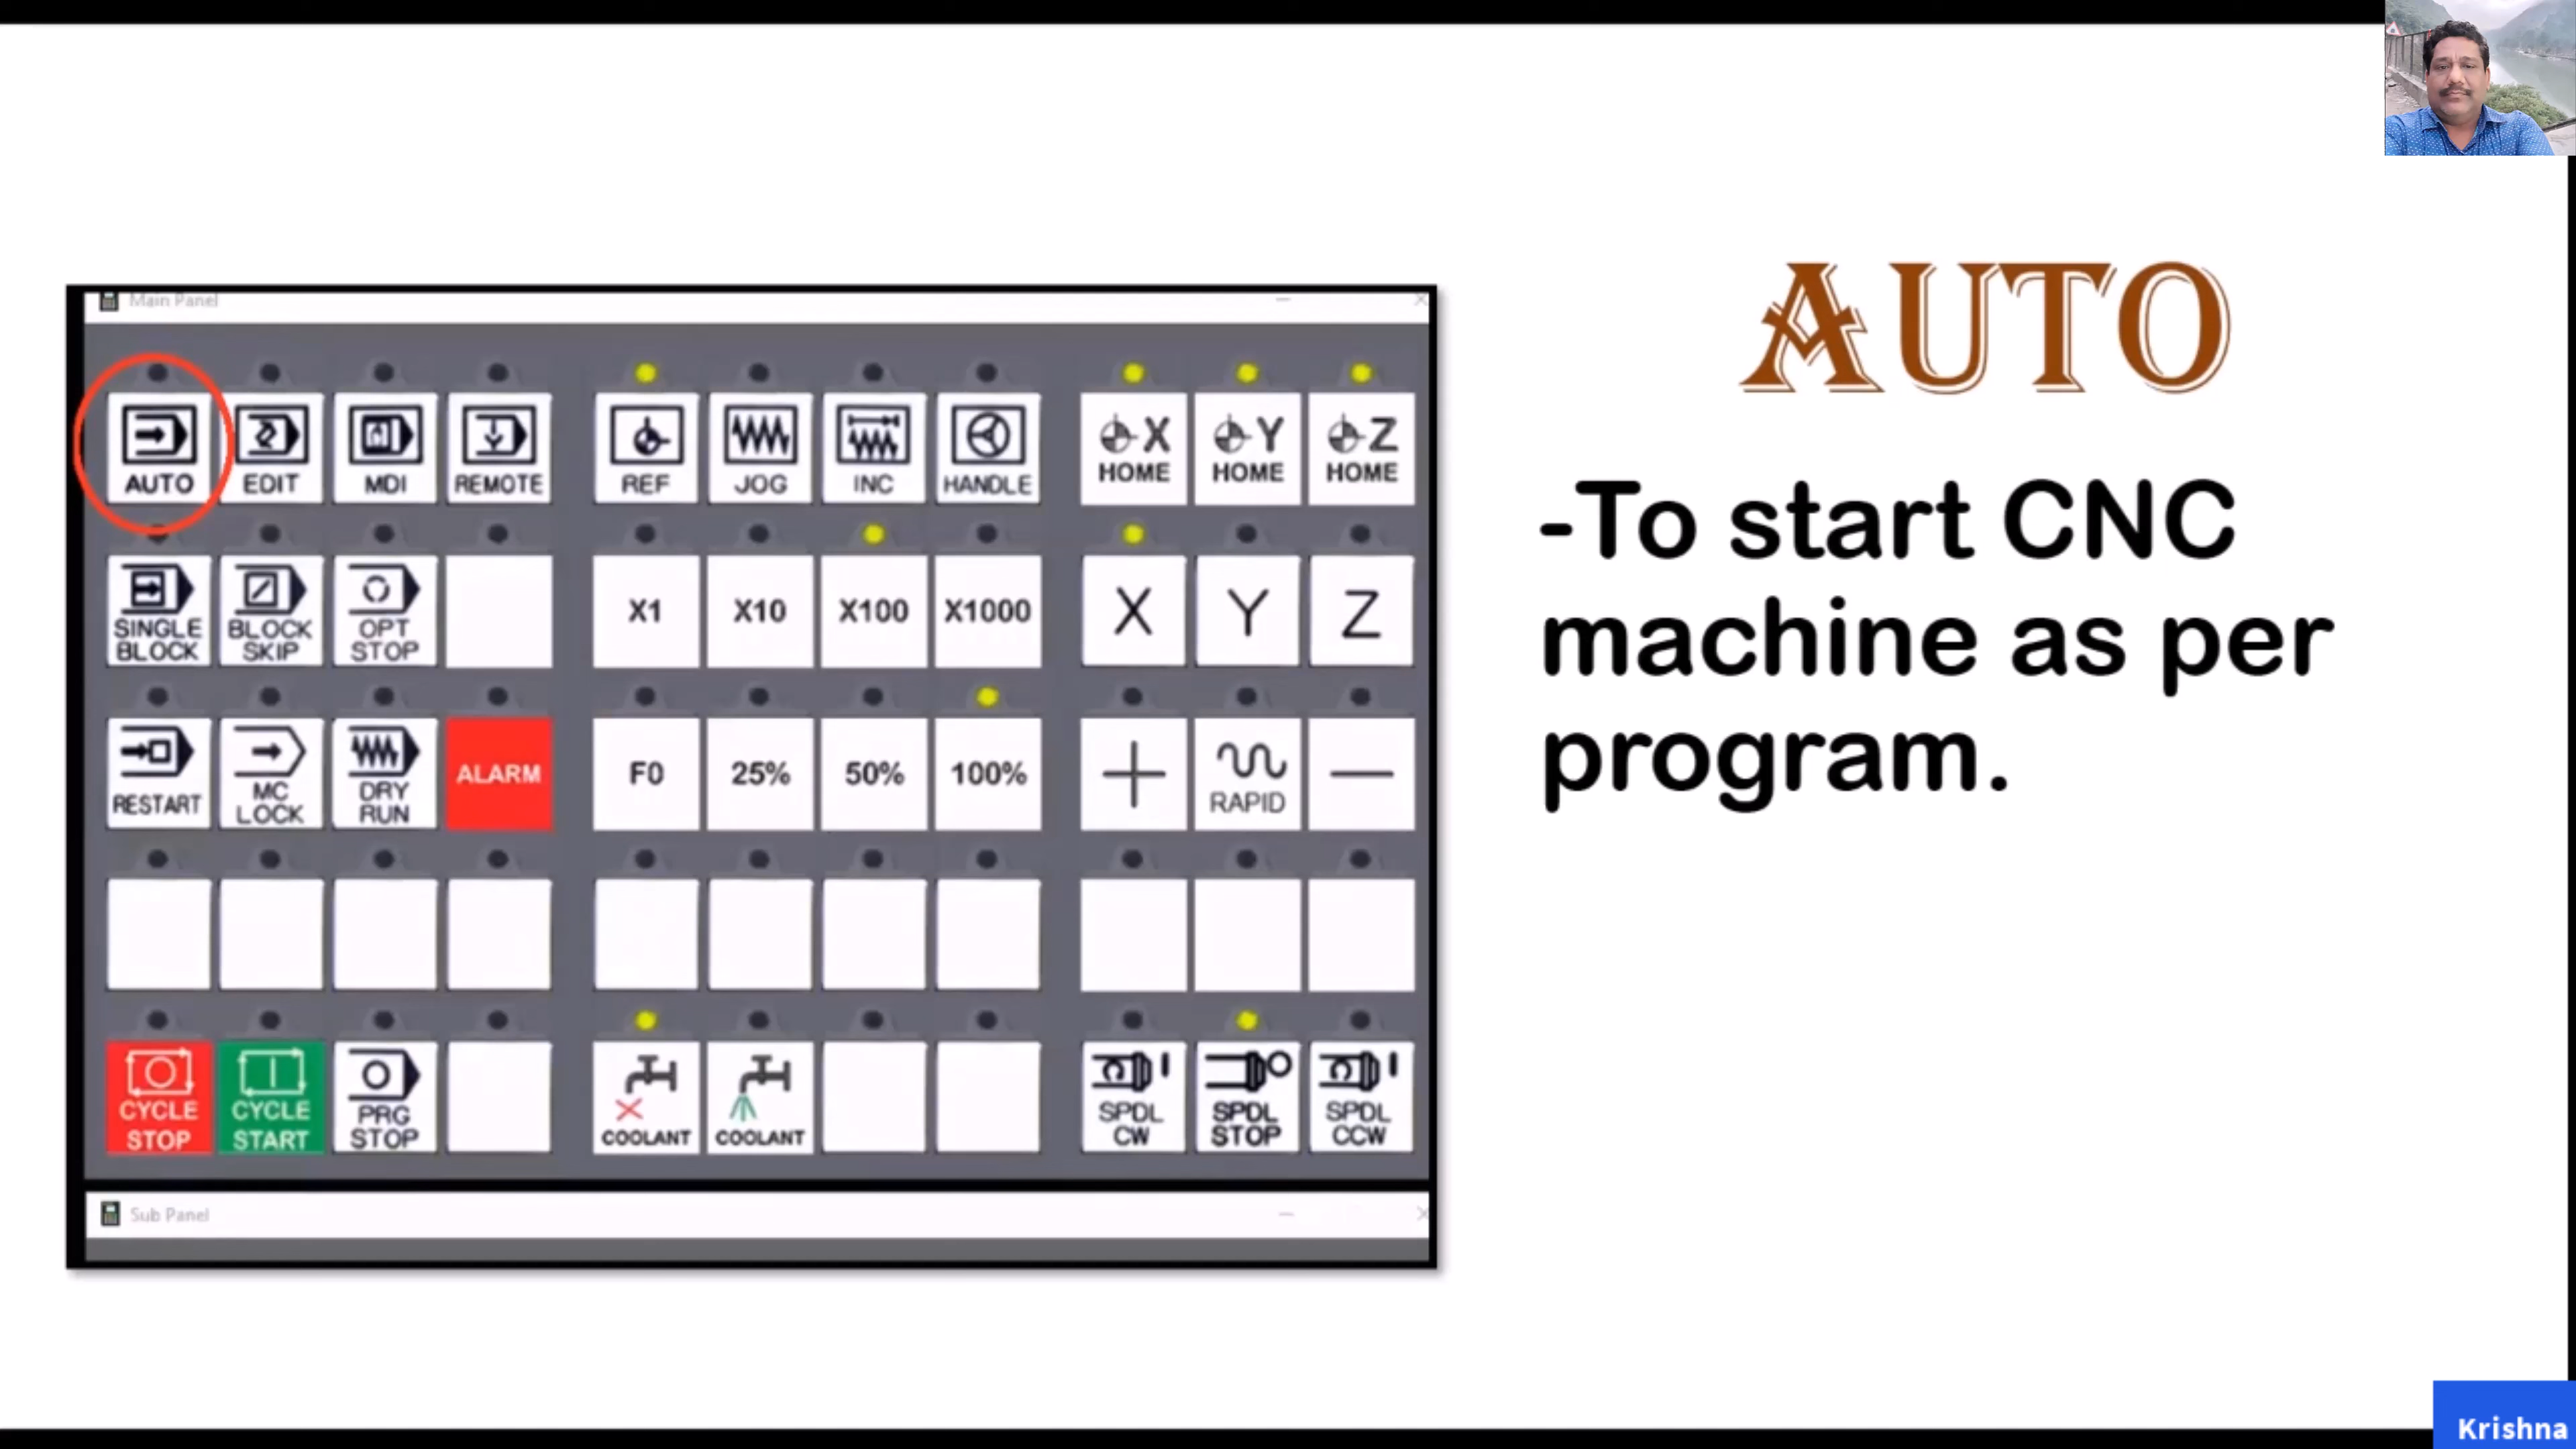 Main Panel
AUTO
EDIT
MDI
REMOTE
REF
JOG
INC
HANDLE
X
HOME
Y
HOME
Z
HOME
SINGLE
BLOCK
BLOCK
SKIP
OPT
STOP
X1
X10
X100
X1000
X
Y
Z
RESTART
MC
LOCK
DRY
RUN
ALARM
F0
25%
50%
100%
RAPID
CYCLE
STOP
CYCLE
START
PRG
STOP
COOLANT
COOLANT
SPDL
CW
SPDL
STOP
SPDL
CCW
Sub Panel
AUTO
-To start CNC
machine as per
program.
Krishna